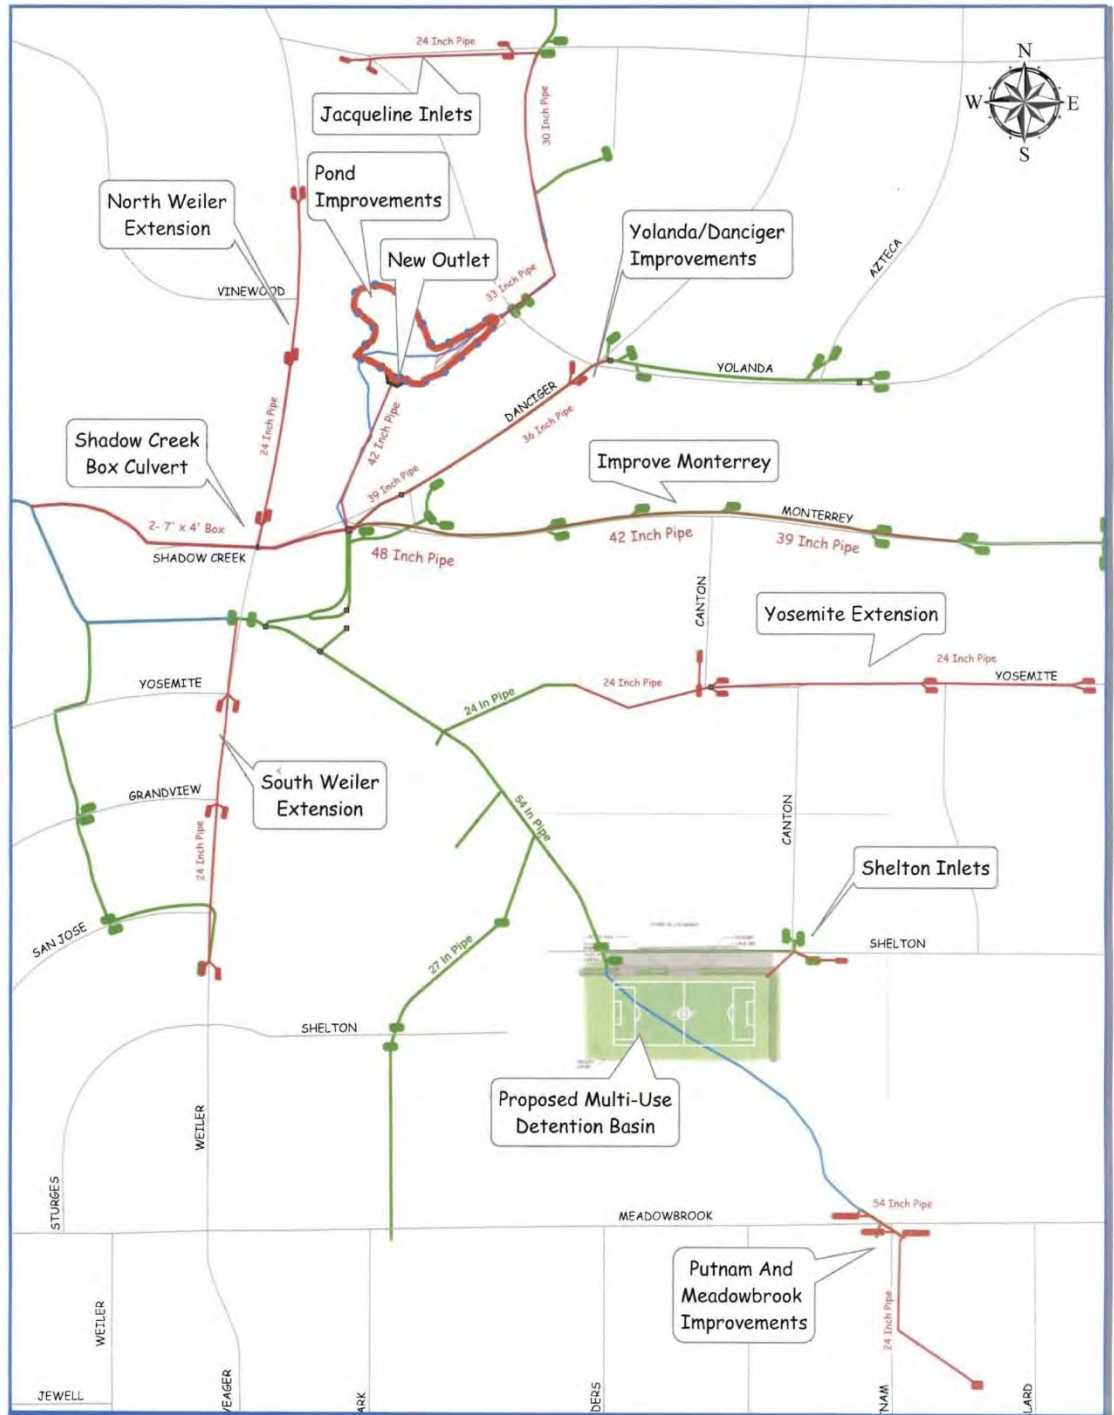 24 Inch Pipe
N
W
E
S
Jacqueline Inlets
30 Inch Pipe
Pond
Improvements
North Weiler
Extension
New Outlet
Yolanda/Danciger
Improvements
AZTECA
VINEWOOD
33 Inch Pipe
YOLANDA
DANCIGER
36 Inch Pipe
24 Inch Pipe
42 Inch Pipe
Shadow Creek
Box Culvert
39 Inch Pipe
Improve Monterrey
2- 7' x 4' Box
SHADOW CREEK
MONTERREY
48 Inch Pipe
42 Inch Pipe
39 Inch Pipe
CANTON
Yosemite Extension
24 Inch Pipe
YOSEMITE
24 Inch Pipe
YOSEMITE
24 In Pipe
South Weiler
Extension
GRANDVIEW
54 In Pipe
CANTON
24 Inch Pipe
Shelton Inlets
SAN JOSE
SHELTON
27 In Pipe
SHELTON
Proposed Multi-Use
Detention Basin
WEILER
STURGES
54 Inch Pipe
MEADOWBROOK
Putnam And
Meadowbrook
Improvements
24 Inch Pipe
WEILER
JEWELL
YEAGER
ARK
DERS
NAM
LARD